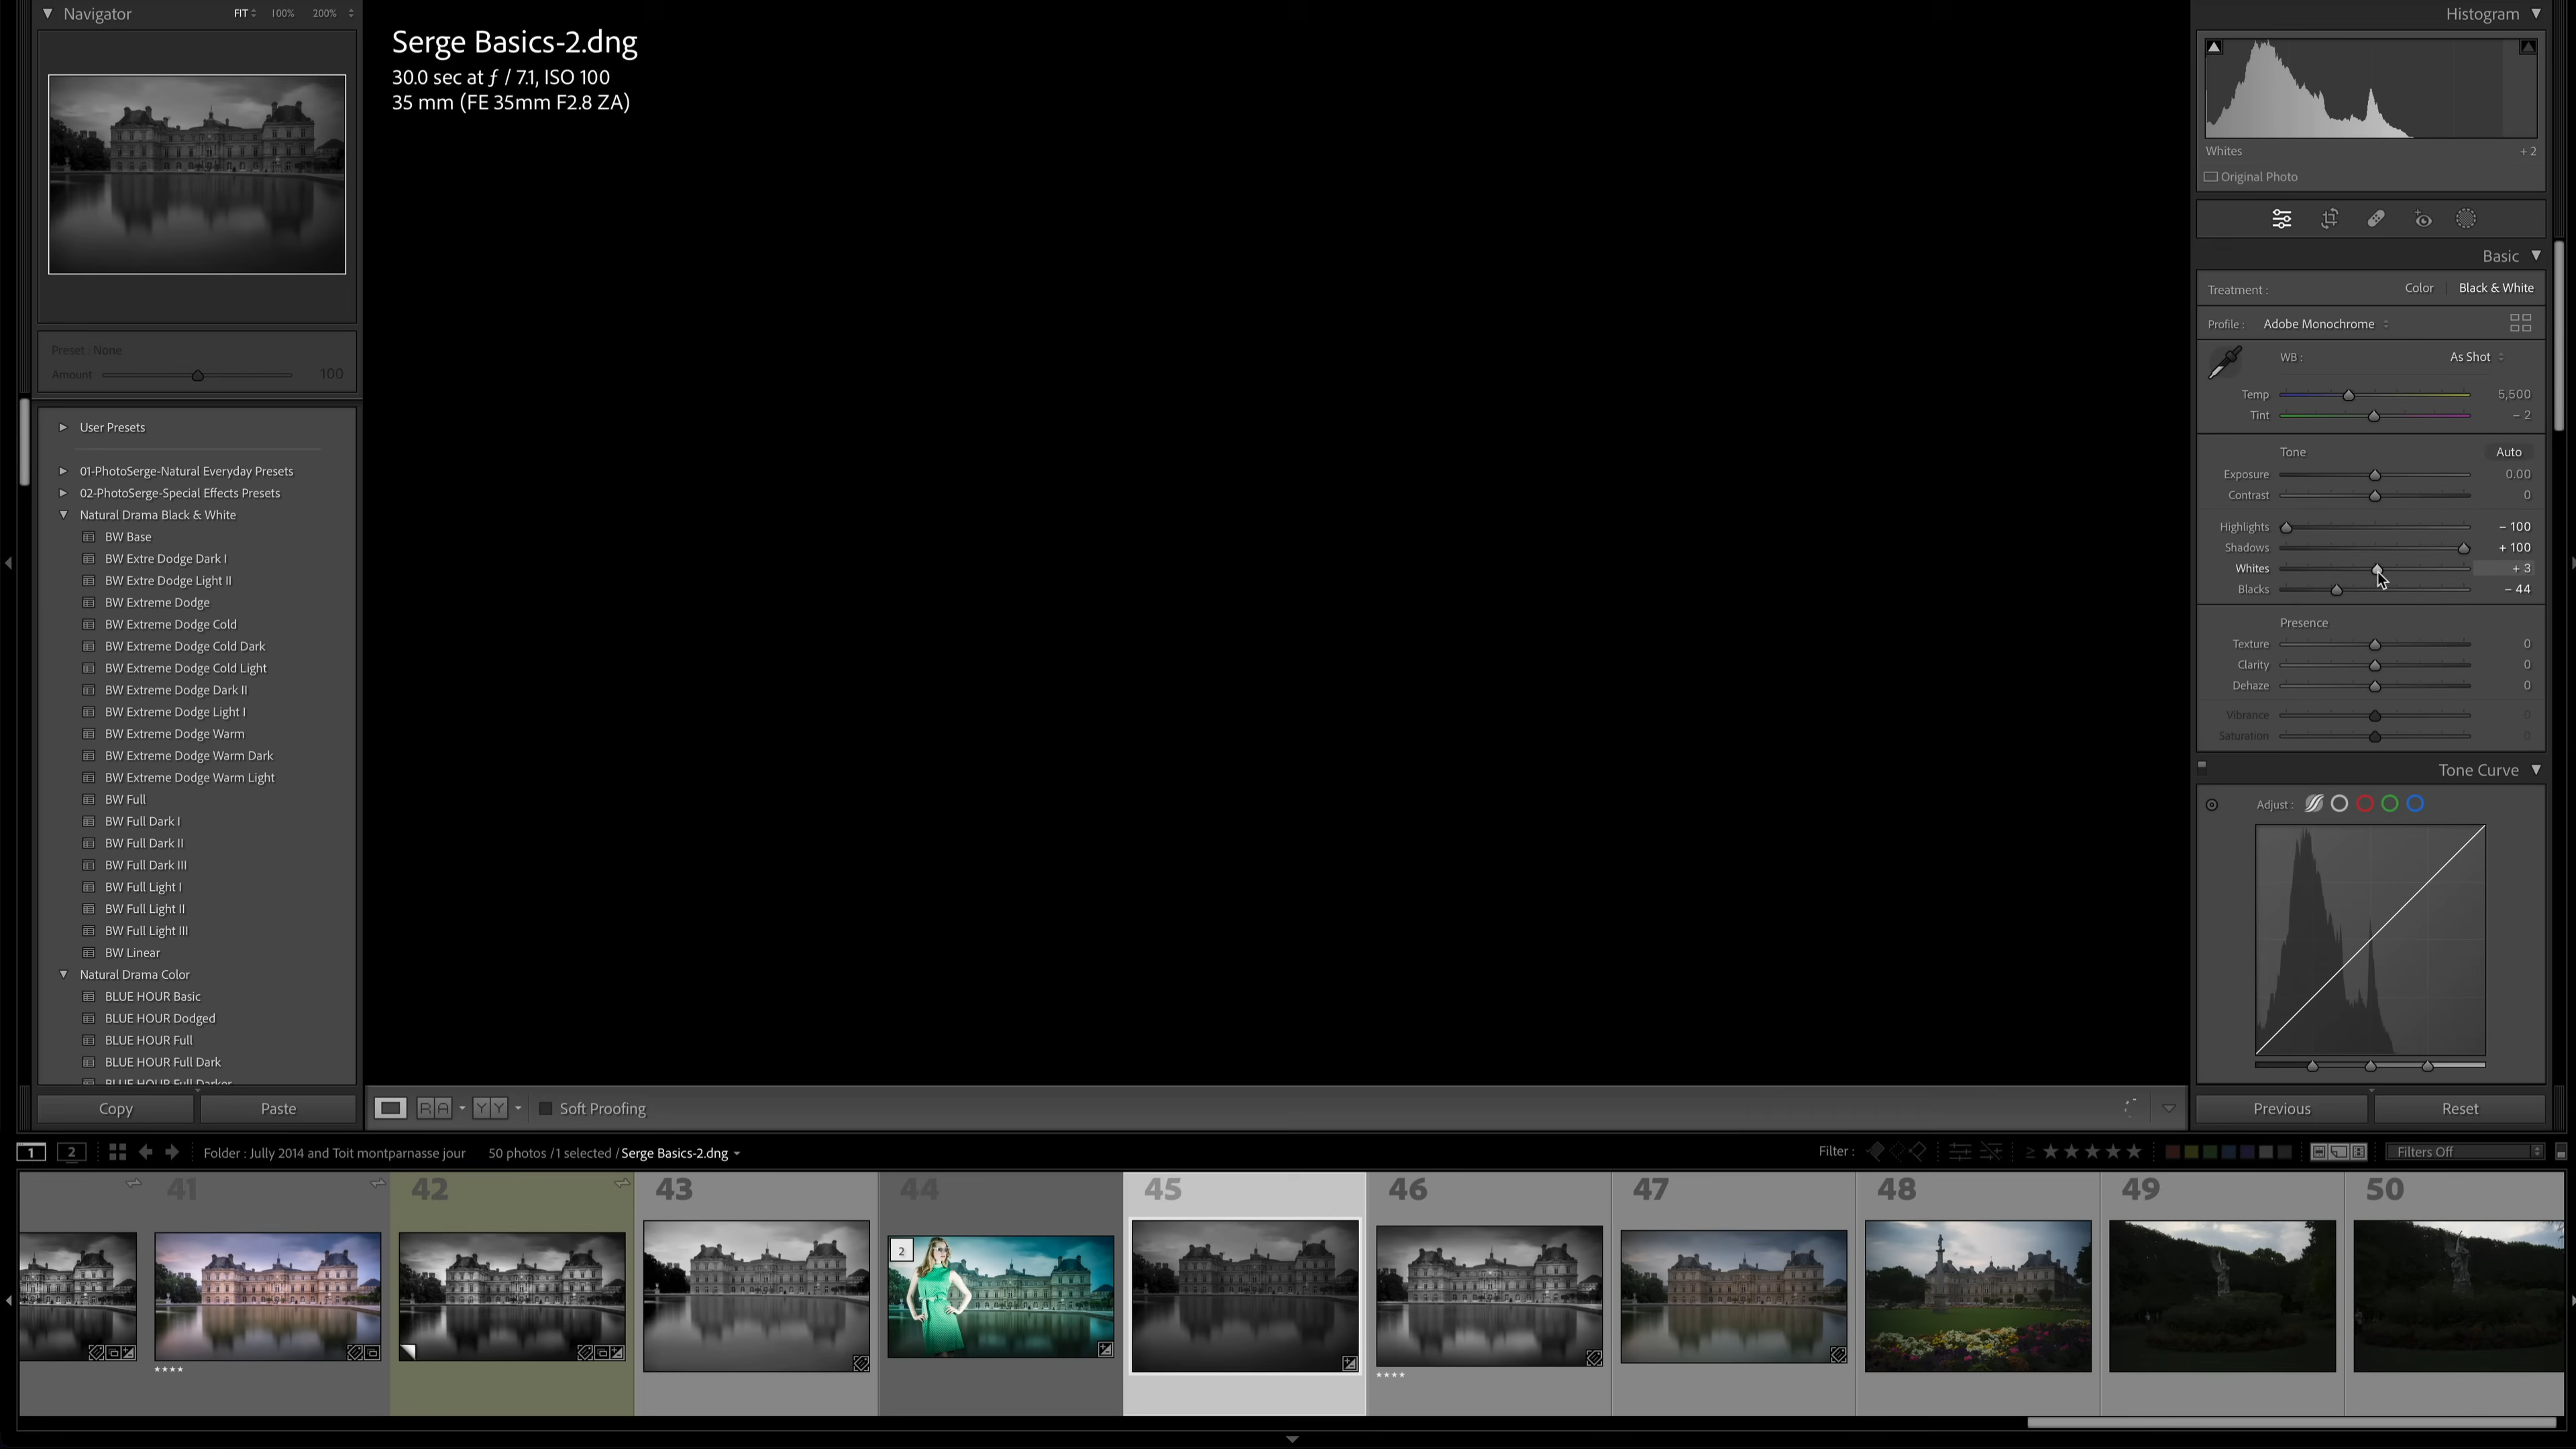 Navigator
FIT
100%
200%
Preset : None
Amount
100
User Presets
01-PhotoSerge-Natural Everyday Presets
02-PhotoSerge-Special Effects Presets
Natural Drama Black & White
BW Base
BW Extre Dodge Dark I
BW Extre Dodge Light II
BW Extreme Dodge
BW Extreme Dodge Cold
BW Extreme Dodge Cold Dark
BW Extreme Dodge Cold Light
BW Extreme Dodge Dark II
BW Extreme Dodge Light I
BW Extreme Dodge Warm
BW Extreme Dodge Warm Dark
BW Extreme Dodge Warm Light
BW Full
BW Full Dark I
BW Full Dark II
BW Full Dark III
BW Full Light I
BW Full Light II
BW Full Light III
BW Linear
Natural Drama Color
BLUE HOUR Basic
BLUE HOUR Dodged
BLUE HOUR Full
BLUE HOUR Full Dark
BLUE HOUR Full Darker
Copy
Paste
Serge Basics-2.dng
30.0 sec at ƒ / 7.1, ISO 100
35 mm (FE 35mm F2.8 ZA)
R A
Y Y
Soft Proofing
Histogram
Whites + 2
Original Photo
Basic
Treatment : Color Black & White
Profile : Adobe Monochrome
WB : As Shot
Temp 5,500
Tint – 2
Tone Auto
Exposure 0.00
Contrast 0
Highlights – 100
Shadows + 100
Whites + 3
Blacks – 44
Presence
Texture 0
Clarity 0
Dehaze 0
Vibrance 0
Saturation 0
Tone Curve
Adjust :
Previous
Reset
1
2
Folder : Jully 2014 and Toit montparnasse jour
50 photos /1 selected /Serge Basics-2.dng
Filter :
≥ ★★★★★
Filters Off
41
42
43
44
45
46
47
48
49
50
2